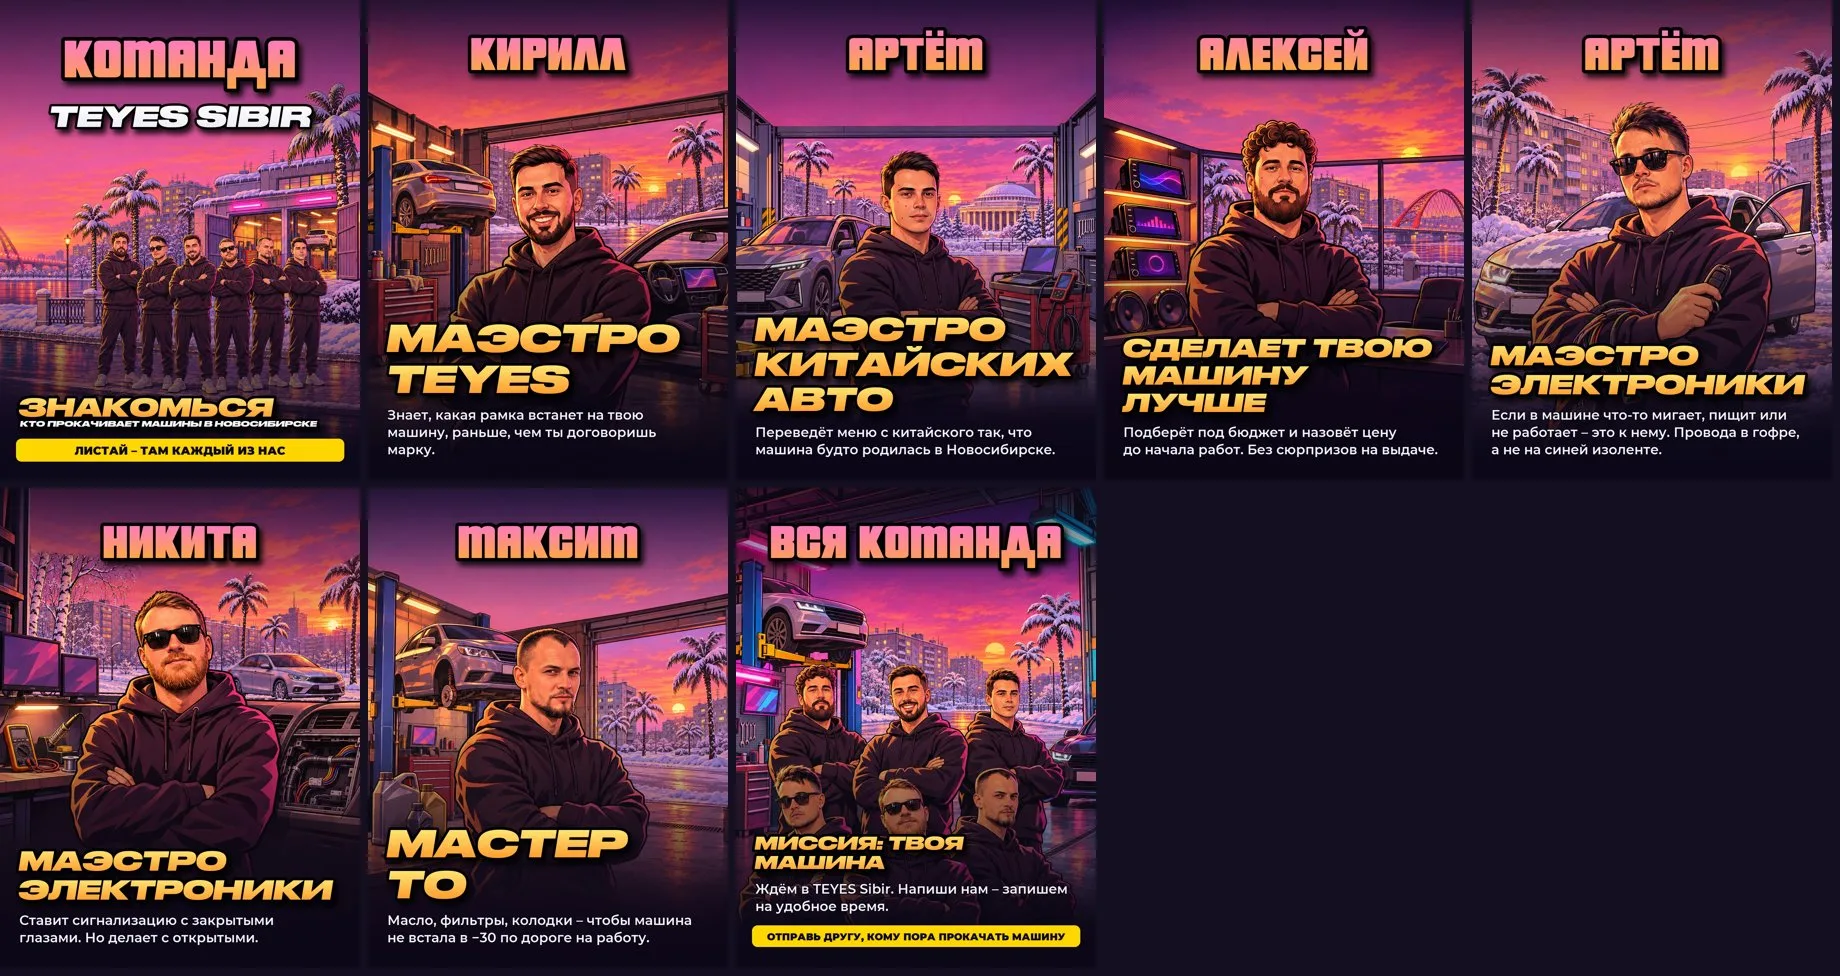 КОМАНДА
TEYES SIBIR
ЗНАКОМЬСЯ
КТО ПРОКАЧИВАЕТ МАШИНЫ В НОВОСИБИРСКЕ
ЛИСТАЙ – ТАМ КАЖДЫЙ ИЗ НАС
КИРИЛЛ
МАЭСТРО
TEYES
Знает, какая рамка встанет на твою
машину, раньше, чем ты договоришь
марку.
АРТЁМ
МАЭСТРО
КИТАЙСКИХ
АВТО
Переведёт меню с китайского так, что
машина будто родилась в Новосибирске.
АЛЕКСЕЙ
СДЕЛАЕТ ТВОЮ
МАШИНУ
ЛУЧШЕ
Подберёт под бюджет и назовёт цену
до начала работ. Без сюрпризов на выдаче.
АРТЁМ
МАЭСТРО
ЭЛЕКТРОНИКИ
Если в машине что-то мигает, пищит или
не работает – это к нему. Провода в гофре,
а не на синей изоленте.
НИКИТА
МАЭСТРО
ЭЛЕКТРОНИКИ
Ставит сигнализацию с закрытыми
глазами. Но делает с открытыми.
МАКСИМ
МАСТЕР
ТО
Масло, фильтры, колодки – чтобы машина
не встала в −30 по дороге на работу.
ВСЯ КОМАНДА
МИССИЯ: ТВОЯ
МАШИНА
Ждём в TEYES Sibir. Напиши нам – запишем
на удобное время.
ОТПРАВЬ ДРУГУ, КОМУ ПОРА ПРОКАЧАТЬ МАШИНУ